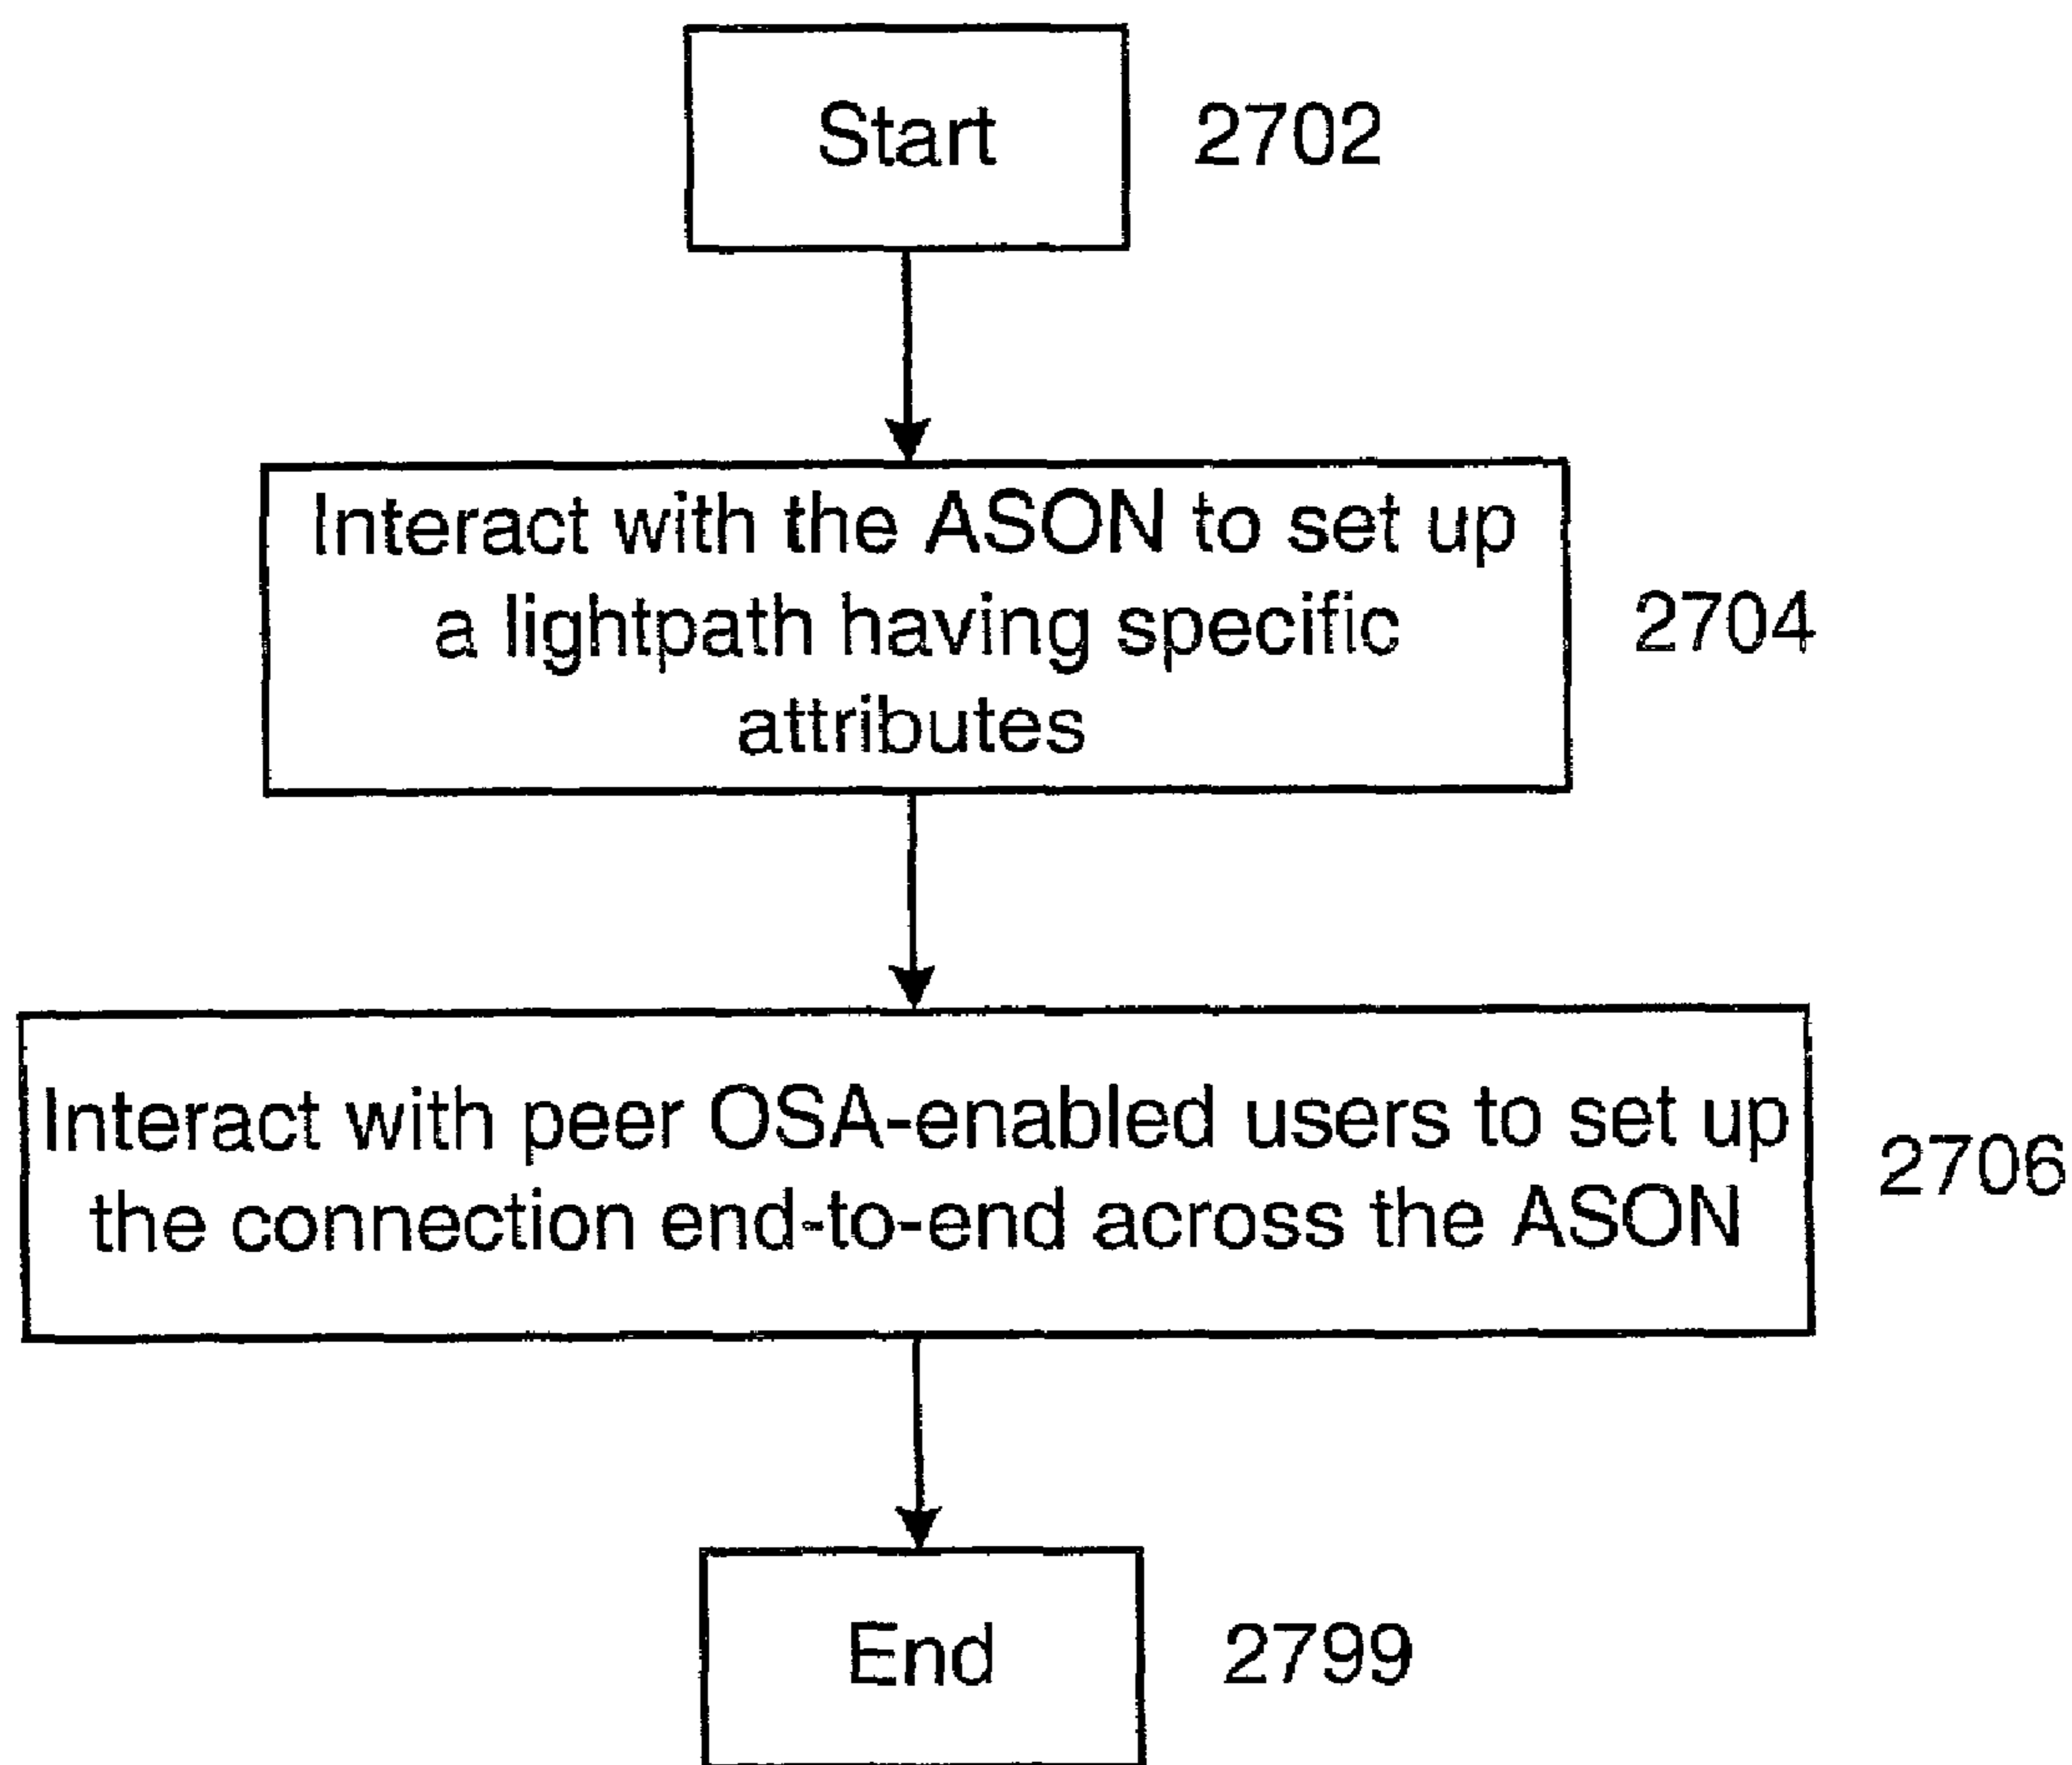 Start
2702
Interact with the ASON to set up
a lightpath having specific
attributes
2704
Interact with peer OSA-enabled users to set up
the connection end-to-end across the ASON
2706
End
2799